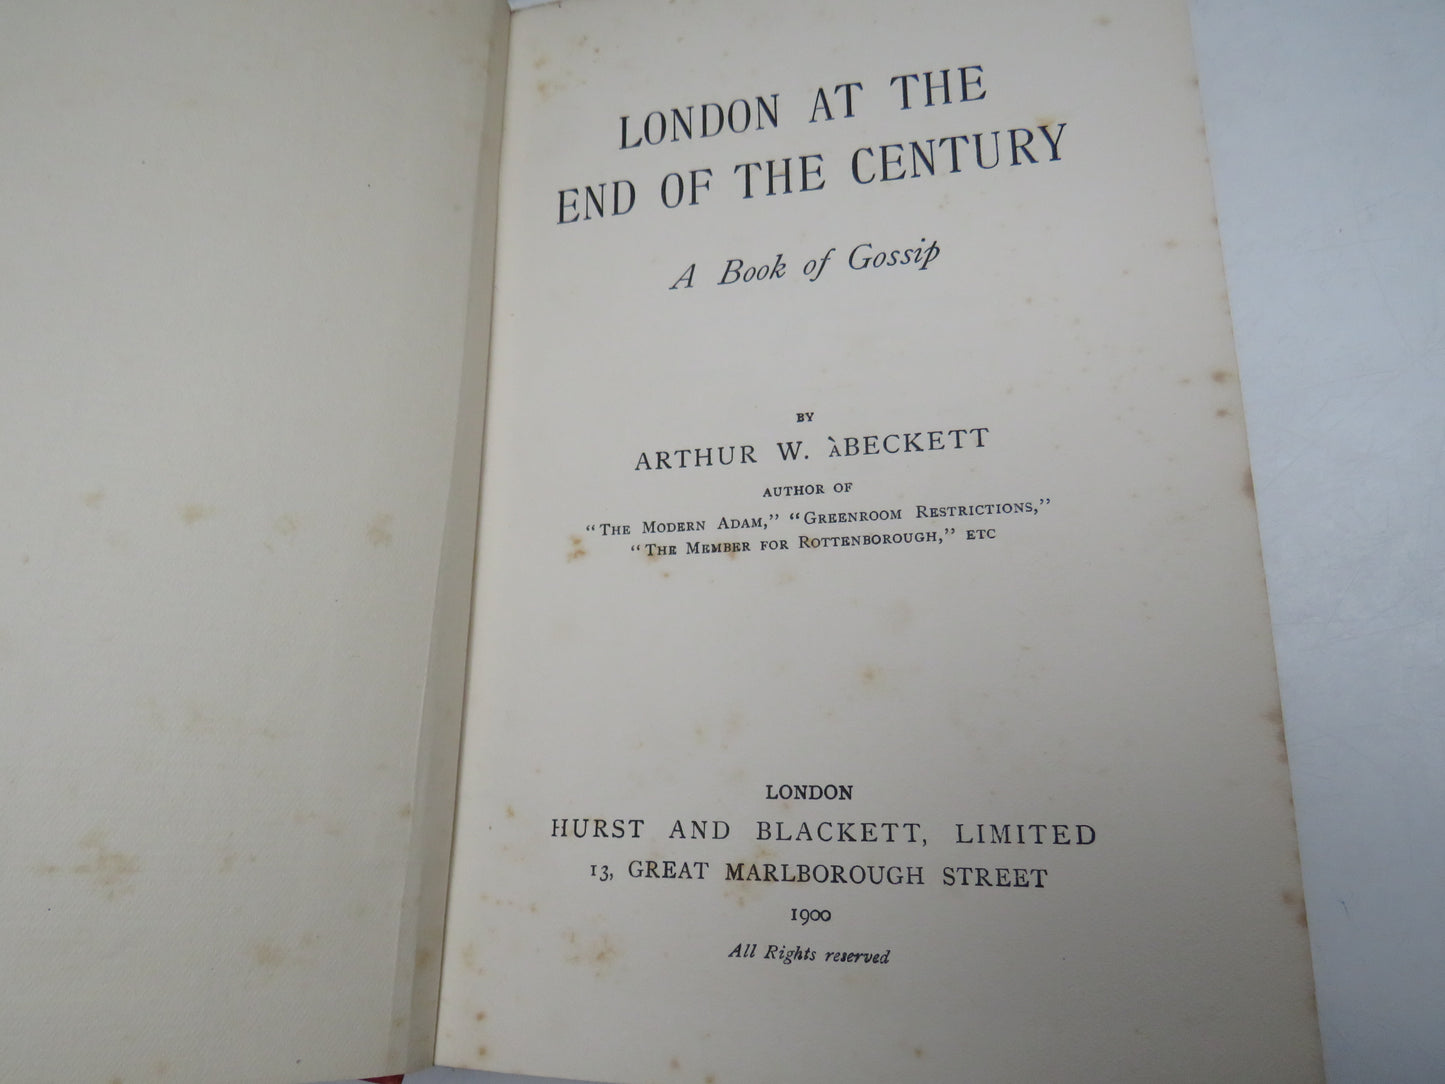 LONDON AT THE
END OF THE CENTURY
A Book of Gossip
BY
ARTHUR W. ÀBECKETT
AUTHOR OF
“THE MODERN ADAM,” “GREENROOM RESTRICTIONS,”
“THE MEMBER FOR ROTTENBOROUGH,” ETC
LONDON
HURST AND BLACKETT, LIMITED
13, GREAT MARLBOROUGH STREET
1900
All Rights reserved